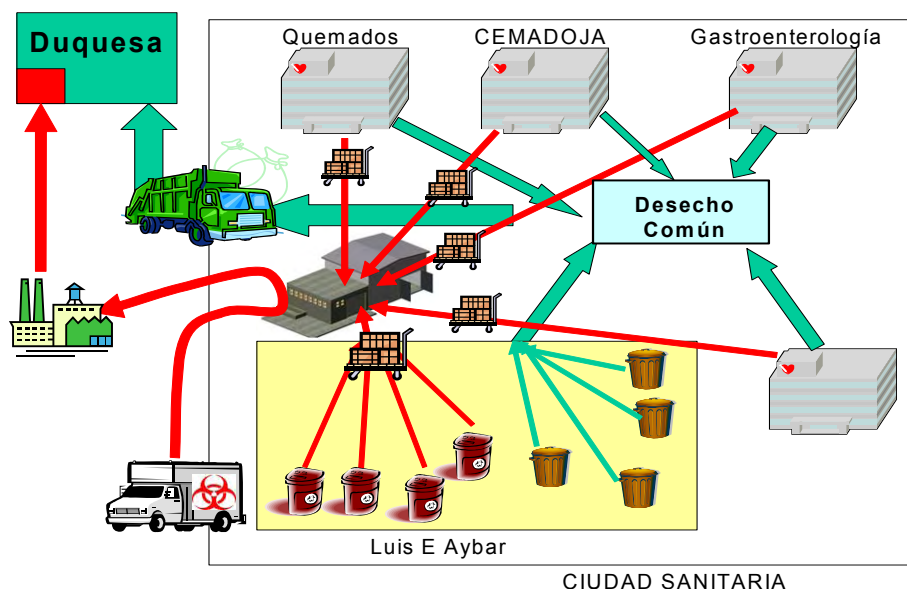 Duquesa
Quemados
CEMADOJA
Gastroenterología
Desecho
Común
Luis E Aybar
CIUDAD SANITARIA